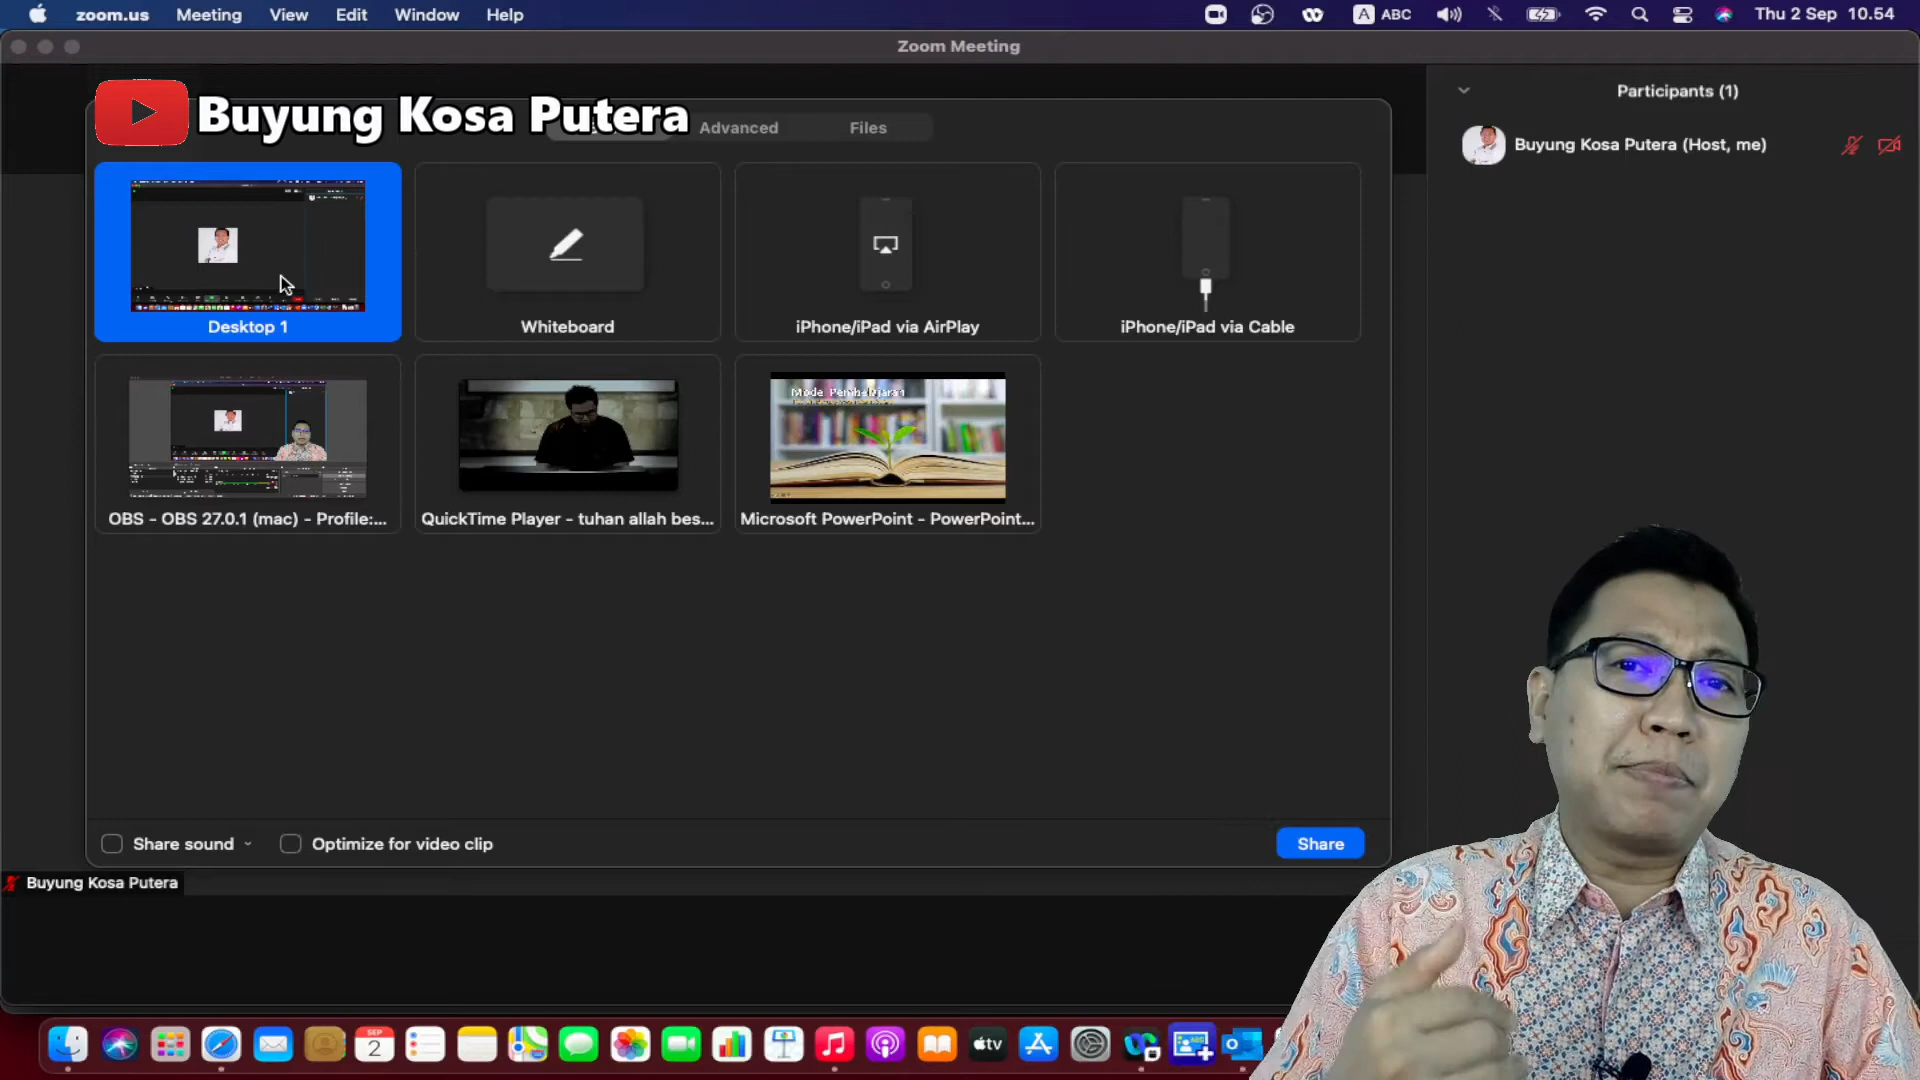 zoom.us Meeting View Edit Window Help
A ABC Thu 2 Sep 10.54
Zoom Meeting
Buyung Kosa Putera
Advanced Files
Participants (1)
Buyung Kosa Putera (Host, me)
Desktop 1
Whiteboard
iPhone/iPad via AirPlay
iPhone/iPad via Cable
OBS - OBS 27.0.1 (mac) - Profile:...
QuickTime Player - tuhan allah bes...
Microsoft PowerPoint - PowerPoint...
Share sound
Optimize for video clip
Share
Buyung Kosa Putera
SEP
2
tv